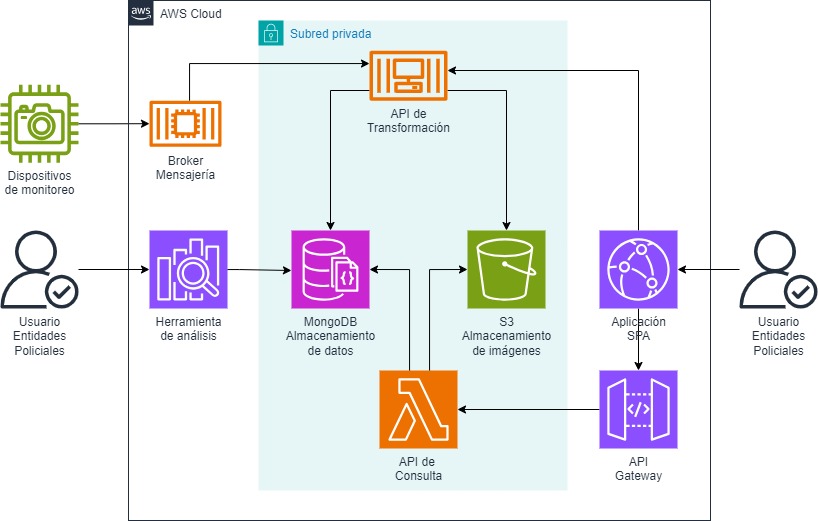 aws
AWS Cloud
Subred privada
API de
Transformación
Broker
Mensajería
Dispositivos
de monitoreo
Usuario
Entidades
Policiales
Herramienta
de análisis
MongoDB
Almacenamiento
de datos
S3
Almacenamiento
de imágenes
Aplicación
SPA
Usuario
Entidades
Policiales
API de
Consulta
API
Gateway